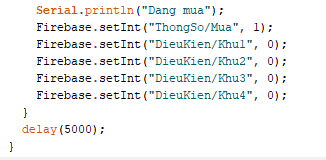 Serial.println("Dang mua");
Firebase.setInt("ThongSo/Mua", 1);
Firebase.setInt("DieuKien/Khu1", 0);
Firebase.setInt("DieuKien/Khu2", 0);
Firebase.setInt("DieuKien/Khu3", 0);
Firebase.setInt("DieuKien/Khu4", 0);
}
delay(5000);
}